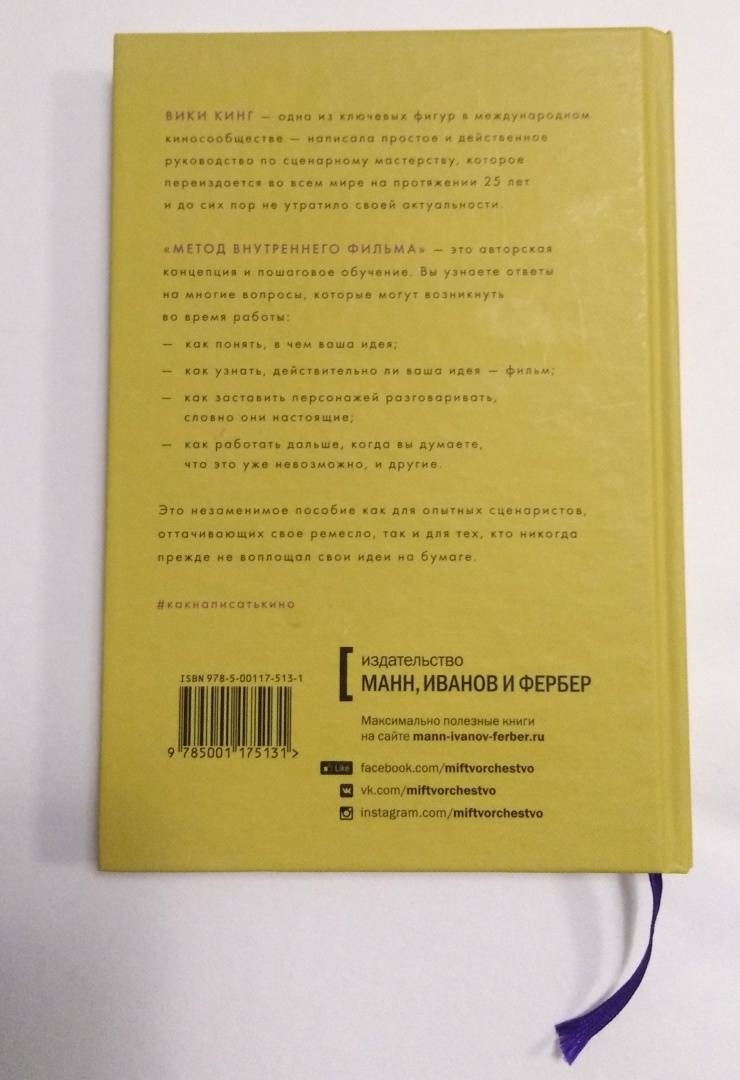 ВИКИ КИНГ — одна из ключевых фигур в международном
киносообществе — написала простое и действенное
руководство по сценарному мастерству, которое
переиздается во всем мире на протяжении 25 лет
и до сих пор не утратило своей актуальности.
«МЕТОД ВНУТРЕННЕГО ФИЛЬМА» — это авторская
концепция и пошаговое обучение. Вы узнаете ответы
на многие вопросы, которые могут возникнуть
во время работы:
— как понять, в чем ваша идея;
— как узнать, действительно ли ваша идея — фильм;
— как заставить персонажей разговаривать,
словно они настоящие;
— как работать дальше, когда вы думаете,
что это уже невозможно, и другие.
Это незаменимое пособие как для опытных сценаристов,
оттачивающих свое ремесло, так и для тех, кто никогда
прежде не воплощал свои идеи на бумаге.
#какнаписатькино
ISBN 978-5-00117-513-1
9 785001 175131 >
издательство
МАНН, ИВАНОВ И ФЕРБЕР
Максимально полезные книги
на сайте mann-ivanov-ferber.ru
Like facebook.com/miftvorchestvo
vk.com/miftvorchestvo
instagram.com/miftvorchestvo